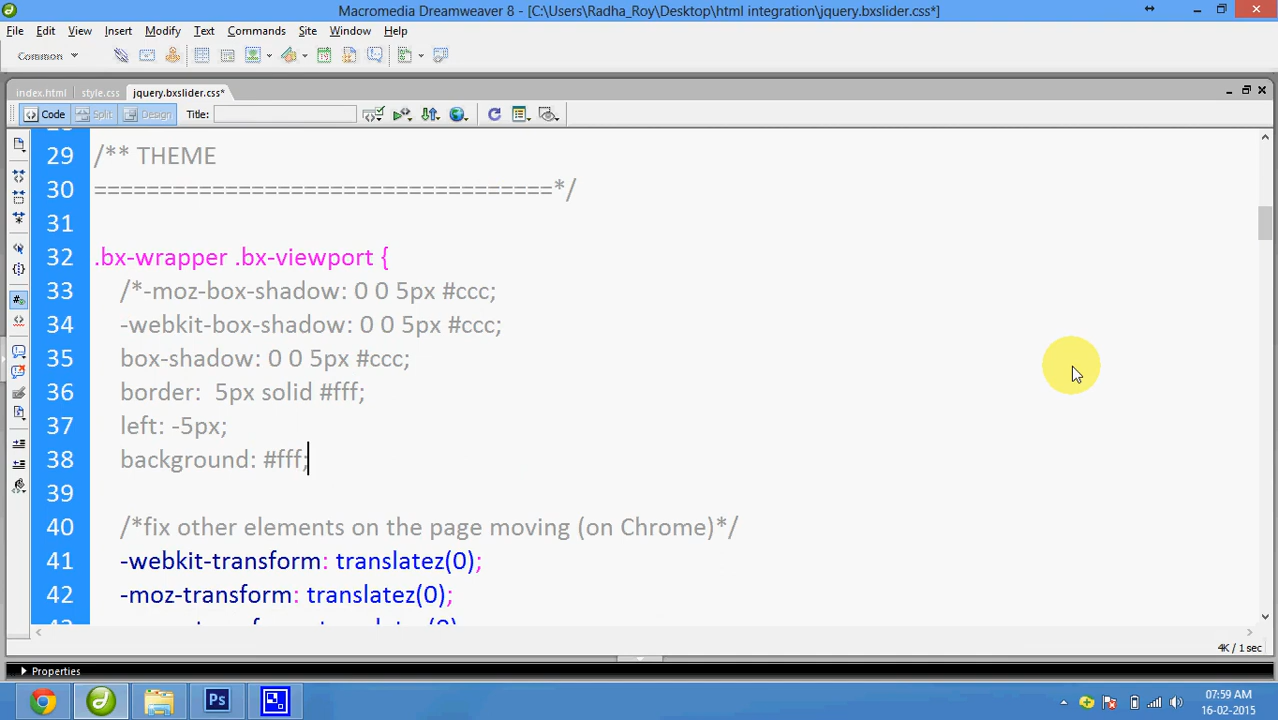 Macromedia Dreamweaver 8 - [C:\Users\Radha_Roy\Desktop\html integration\jquery.bxslider.css*]
File Edit View Insert Modify Text Commands Site Window Help
Common
index.html style.css jquery.bxslider.css*
Code Split Design Title:
29 /** THEME
30 ===================================*/
31
32 .bx-wrapper .bx-viewport {
33 /*-moz-box-shadow: 0 0 5px #ccc;
34 -webkit-box-shadow: 0 0 5px #ccc;
35 box-shadow: 0 0 5px #ccc;
36 border:  5px solid #fff;
37 left: -5px;
38 background: #fff;
39
40 /*fix other elements on the page moving (on Chrome)*/
41 -webkit-transform: translatez(0);
42 -moz-transform: translatez(0);
4K / 1 sec
Properties
Ps
07:59 AM
16-02-2015